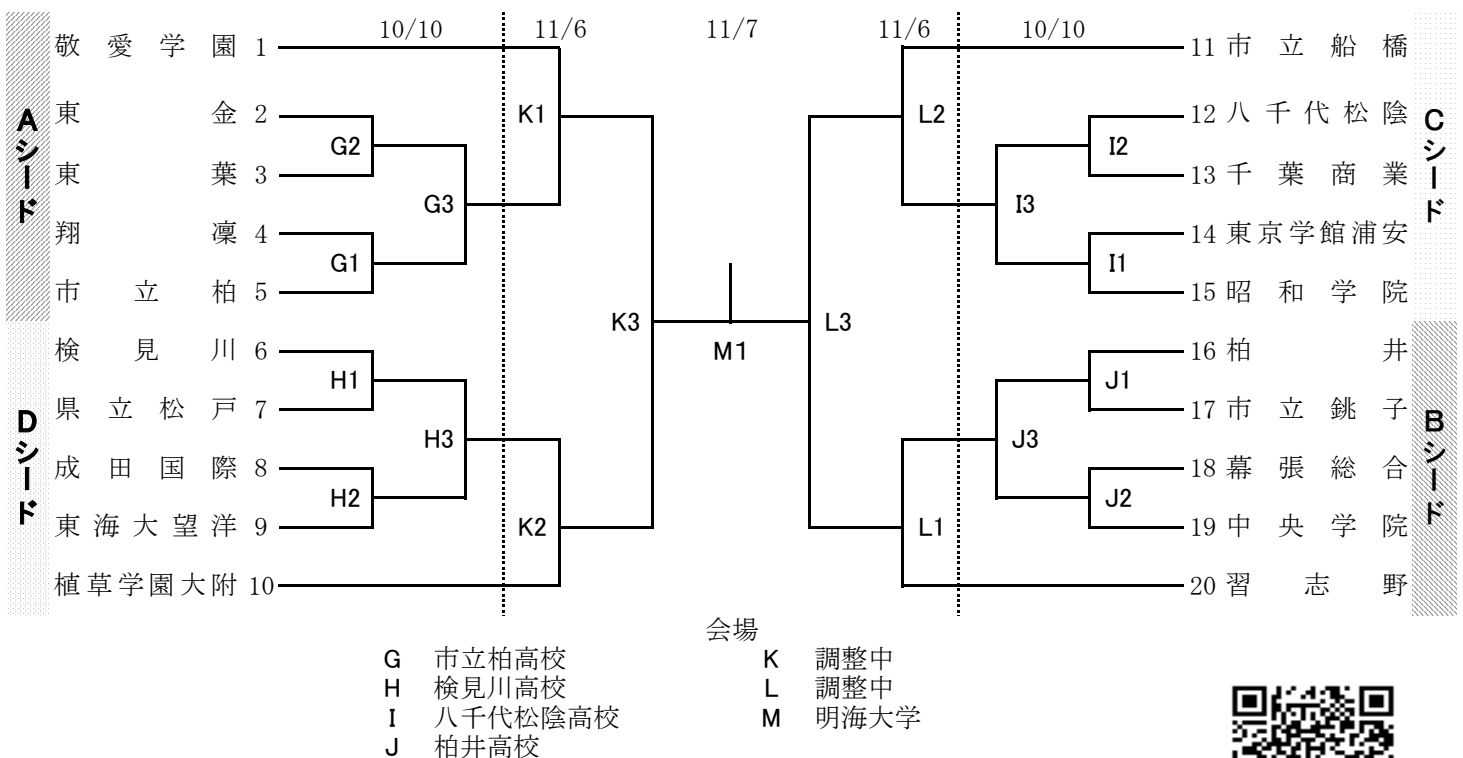 10/10 11/6 11/7 11/6 10/10
敬愛学園 1
11 市立船橋
東金 2
K1
L2
12 八千代松陰
G2
I2
東葉 3
13 千葉商業
G3
I3
翔凜 4
14 東京学館浦安
G1
I1
市立柏 5
15 昭和学院
Aシード
Cシード
K3
L3
検見川 6
M1
16 柏井
H1
J1
県立松戸 7
17 市立銚子
H3
J3
成田国際 8
18 幕張総合
H2
J2
東海大望洋 9
K2
L1
19 中央学院
植草学園大附 10
20 習志野
Dシード
Bシード
会場
G 市立柏高校 K 調整中
H 検見川高校 L 調整中
I 八千代松陰高校 M 明海大学
J 柏井高校